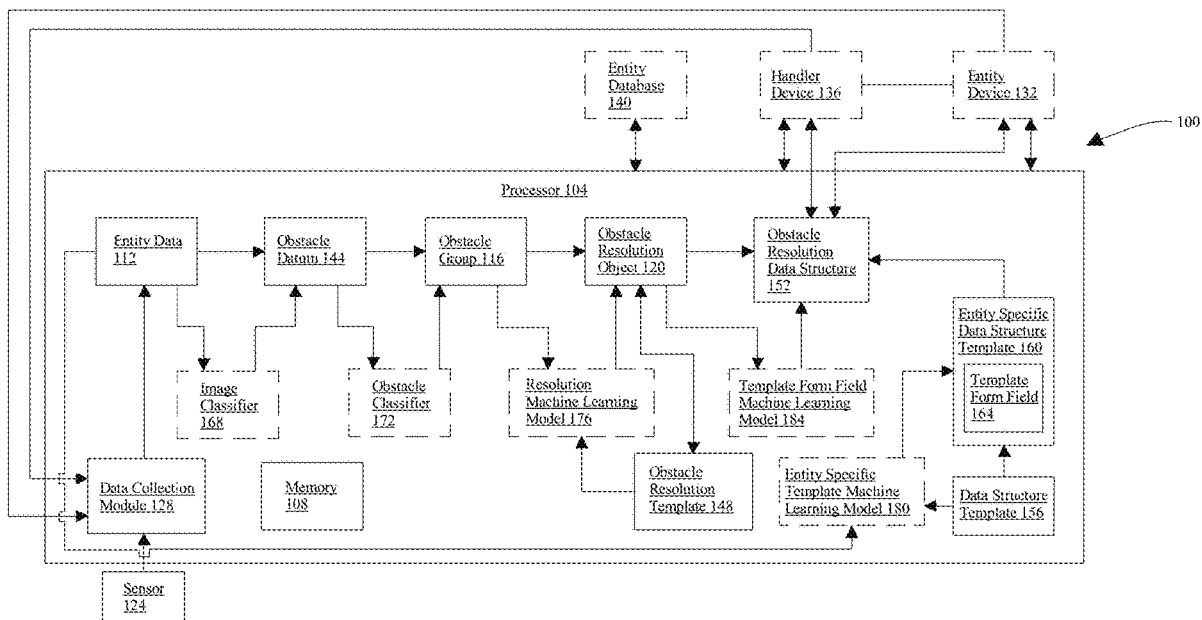 Entity
Database
140
Handler
Device 136
Entity
Device 132
100
Processor 104
Entity Data
112
Obstacle
Datum 144
Obstacle
Group 116
Obstacle
Resolution
Object 120
Obstacle
Resolution
Data Structure
152
Entity Specific
Data Structure
Template 160
Template
Form Field
164
Image
Classifier
168
Obstacle
Classifier
172
Resolution
Machine Learning
Model 176
Template Form Field
Machine Learning
Model 184
Data Collection
Module 128
Memory
108
Obstacle
Resolution
Template 148
Entity Specific
Template Machine
Learning Model 180
Data Structure
Template 156
Sensor
124